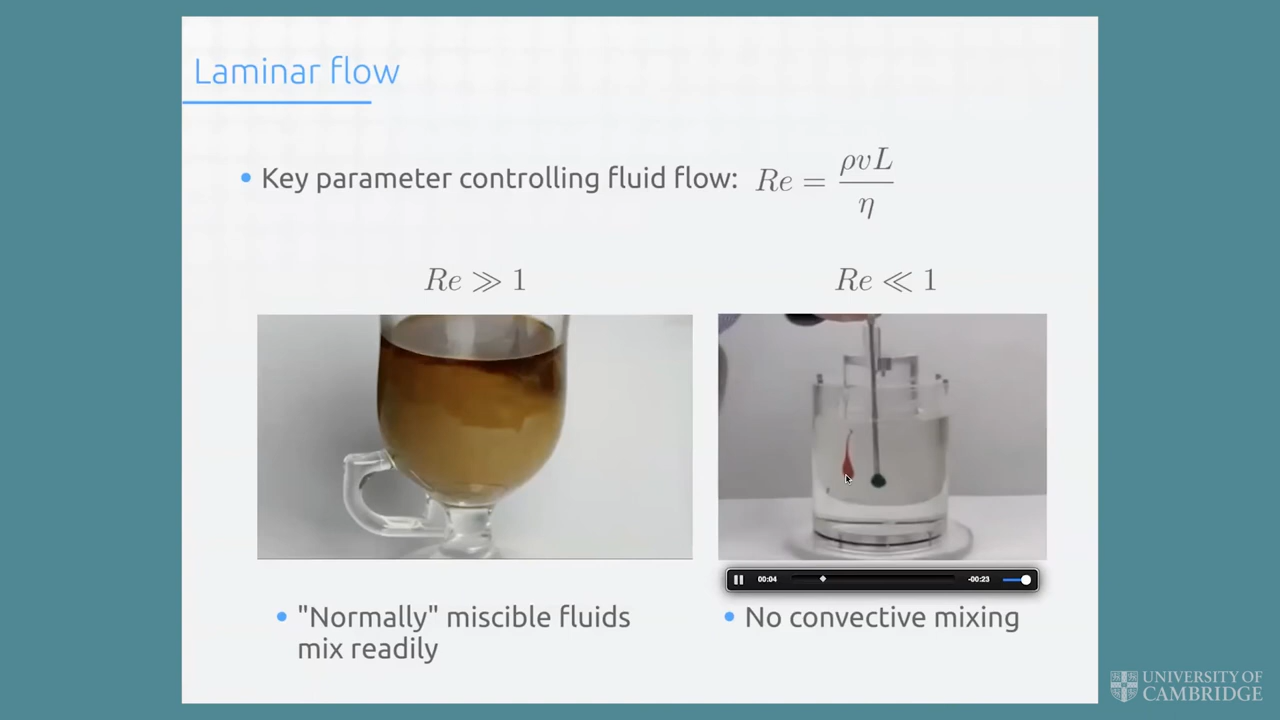 Laminar flow
• Key parameter controlling fluid flow: Re = ρvL/η
Re ≫ 1
Re ≪ 1
00:04
-00:23
• "Normally" miscible fluids
mix readily
• No convective mixing
UNIVERSITY OF
CAMBRIDGE